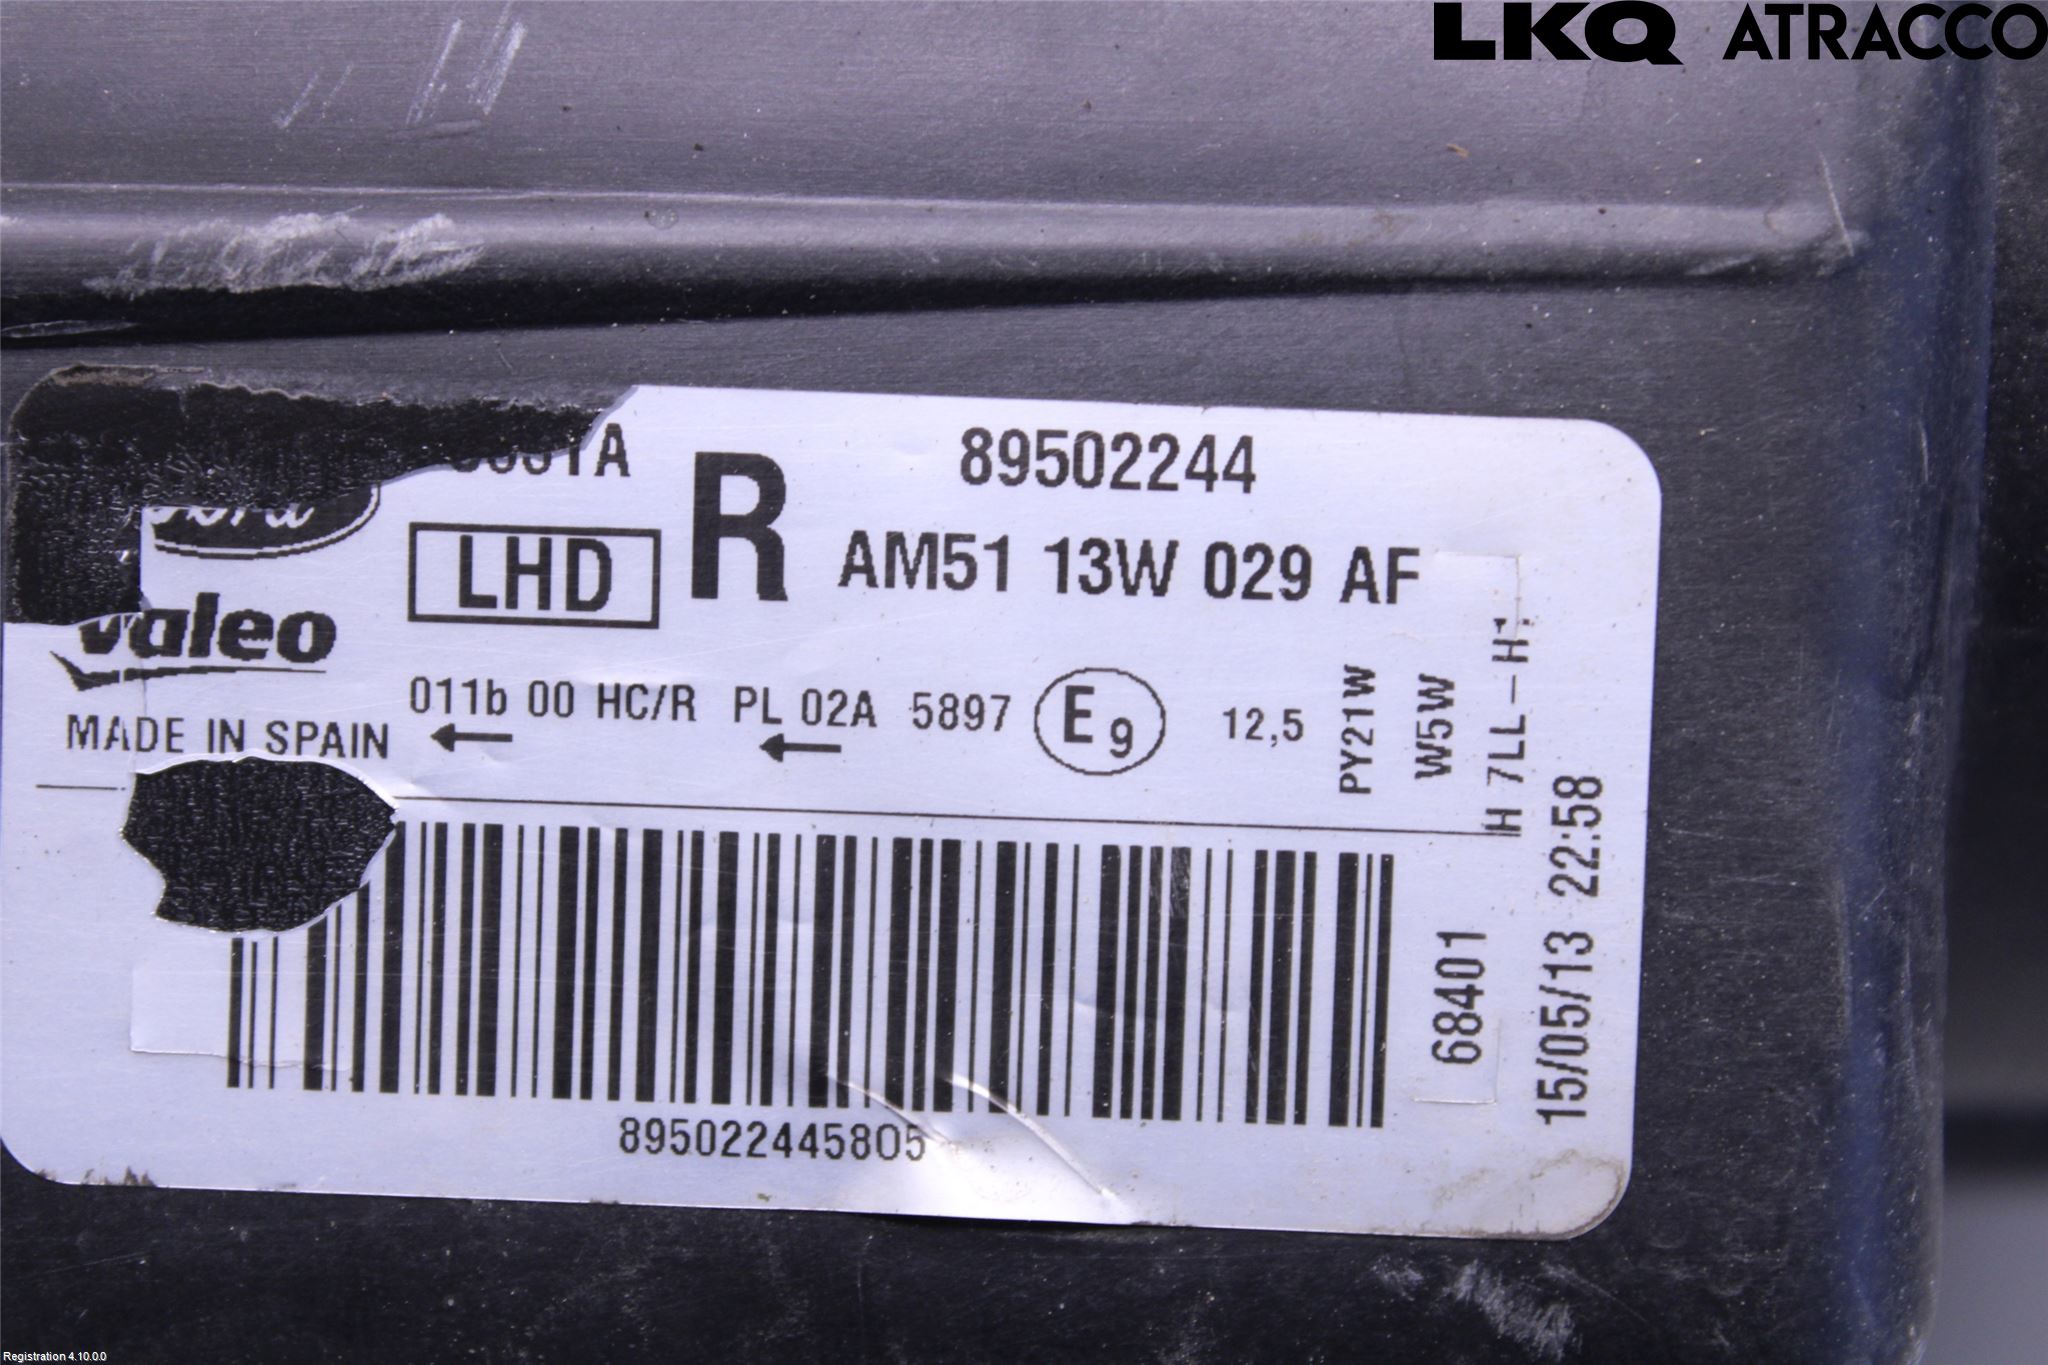 LKQ ATRACCO
R
89502244
LHD
AM51 13W 029 AF
valeo
MADE IN SPAIN
011b 00 HC/R PL 02A 5897 E9 12,5
PY21W
W5W
H 7LL-H1
68401
15/05/13 22:58
895022445805
Registration 4.10.0.0